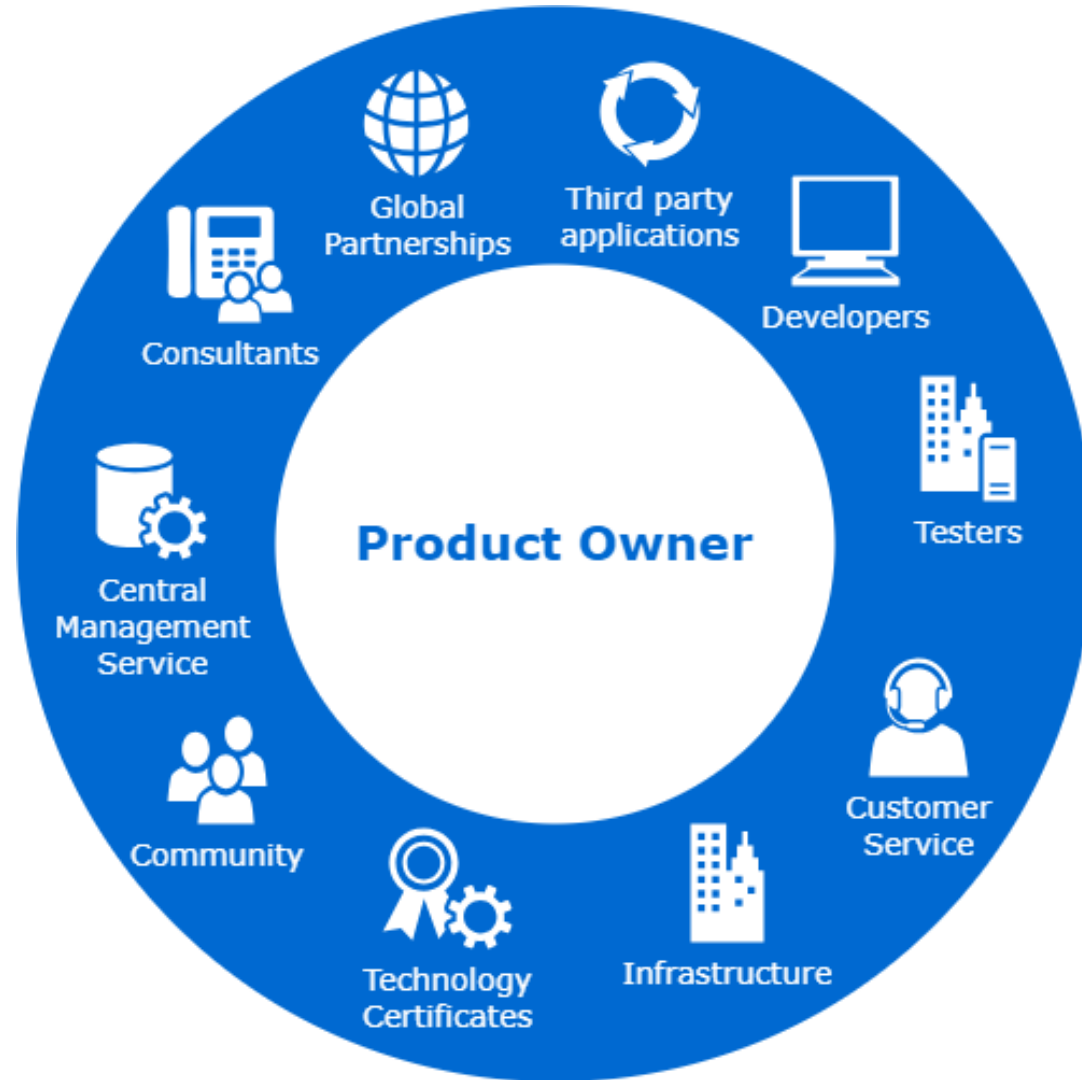 Global
Partnerships
Third party
applications
Developers
Consultants
Testers
Product Owner
Central
Management
Service
Customer
Service
Community
Infrastructure
Technology
Certificates